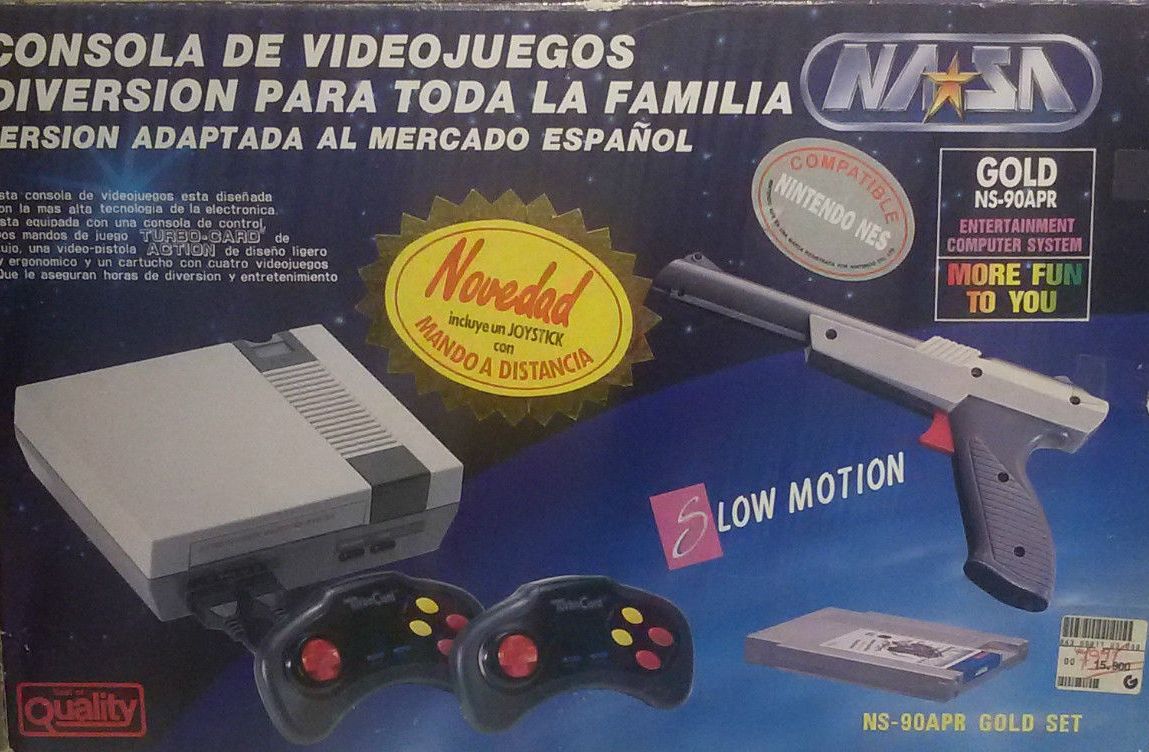 CONSOLA DE VIDEOJUEGOS
DIVERSION PARA TODA LA FAMILIA
ERSION ADAPTADA AL MERCADO ESPAÑOL
NASA
sta consola de videojuegos esta diseñada
on la mas alta tecnologia de la electronica.
sta equipada con una consola de control,
os mandos de juego TURBO-CARD de
ujo, una video-pistola ACTION de diseño ligero
y ergonomico y un cartucho con cuatro videojuegos
Que le aseguran horas de diversion y entretenimiento
COMPATIBLE
NINTENDO NES
GOLD
NS-90APR
ENTERTAINMENT
COMPUTER SYSTEM
MORE FUN
TO YOU
Novedad
incluye un JOYSTICK
con
MANDO A DISTANCIA
SLOW MOTION
Quality
15.900
G
NS-90APR GOLD SET